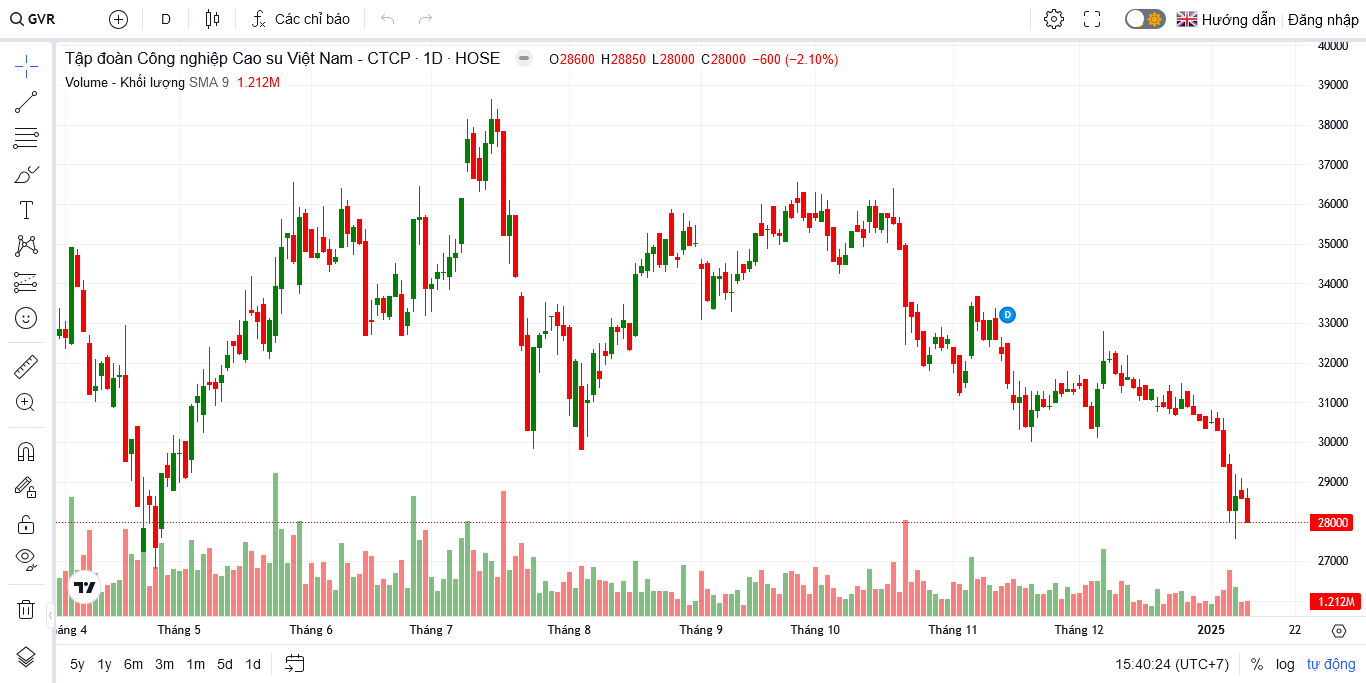 GVR D Các chỉ báo Hướng dẫn Đăng nhập
Tập đoàn Công nghiệp Cao su Việt Nam - CTCP · 1D · HOSE O28600 H28850 L28000 C28000 −600 (−2.10%)
Volume - Khối lượng SMA 9 1.212M
40000
39000
38000
37000
36000
35000
34000
33000
32000
31000
30000
29000
28000
27000
1.212M
D
áng 4 Tháng 5 Tháng 6 Tháng 7 Tháng 8 Tháng 9 Tháng 10 Tháng 11 Tháng 12 2025 22
5y 1y 6m 3m 1m 5d 1d 15:40:24 (UTC+7) % log tự động